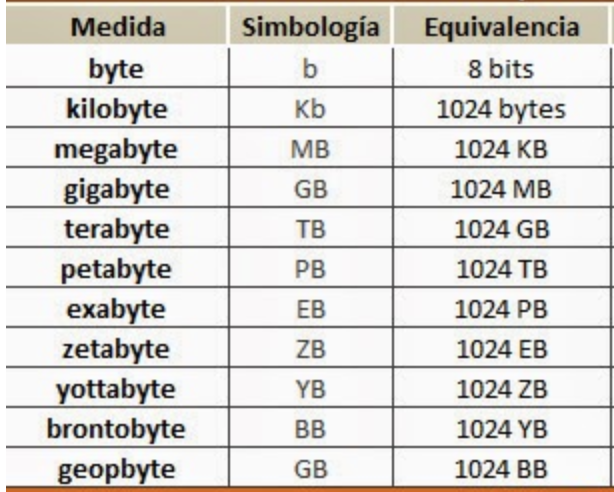 Medida Simbología Equivalencia
byte b 8 bits
kilobyte Kb 1024 bytes
megabyte MB 1024 KB
gigabyte GB 1024 MB
terabyte TB 1024 GB
petabyte PB 1024 TB
exabyte EB 1024 PB
zetabyte ZB 1024 EB
yottabyte YB 1024 ZB
brontobyte BB 1024 YB
geopbyte GB 1024 BB